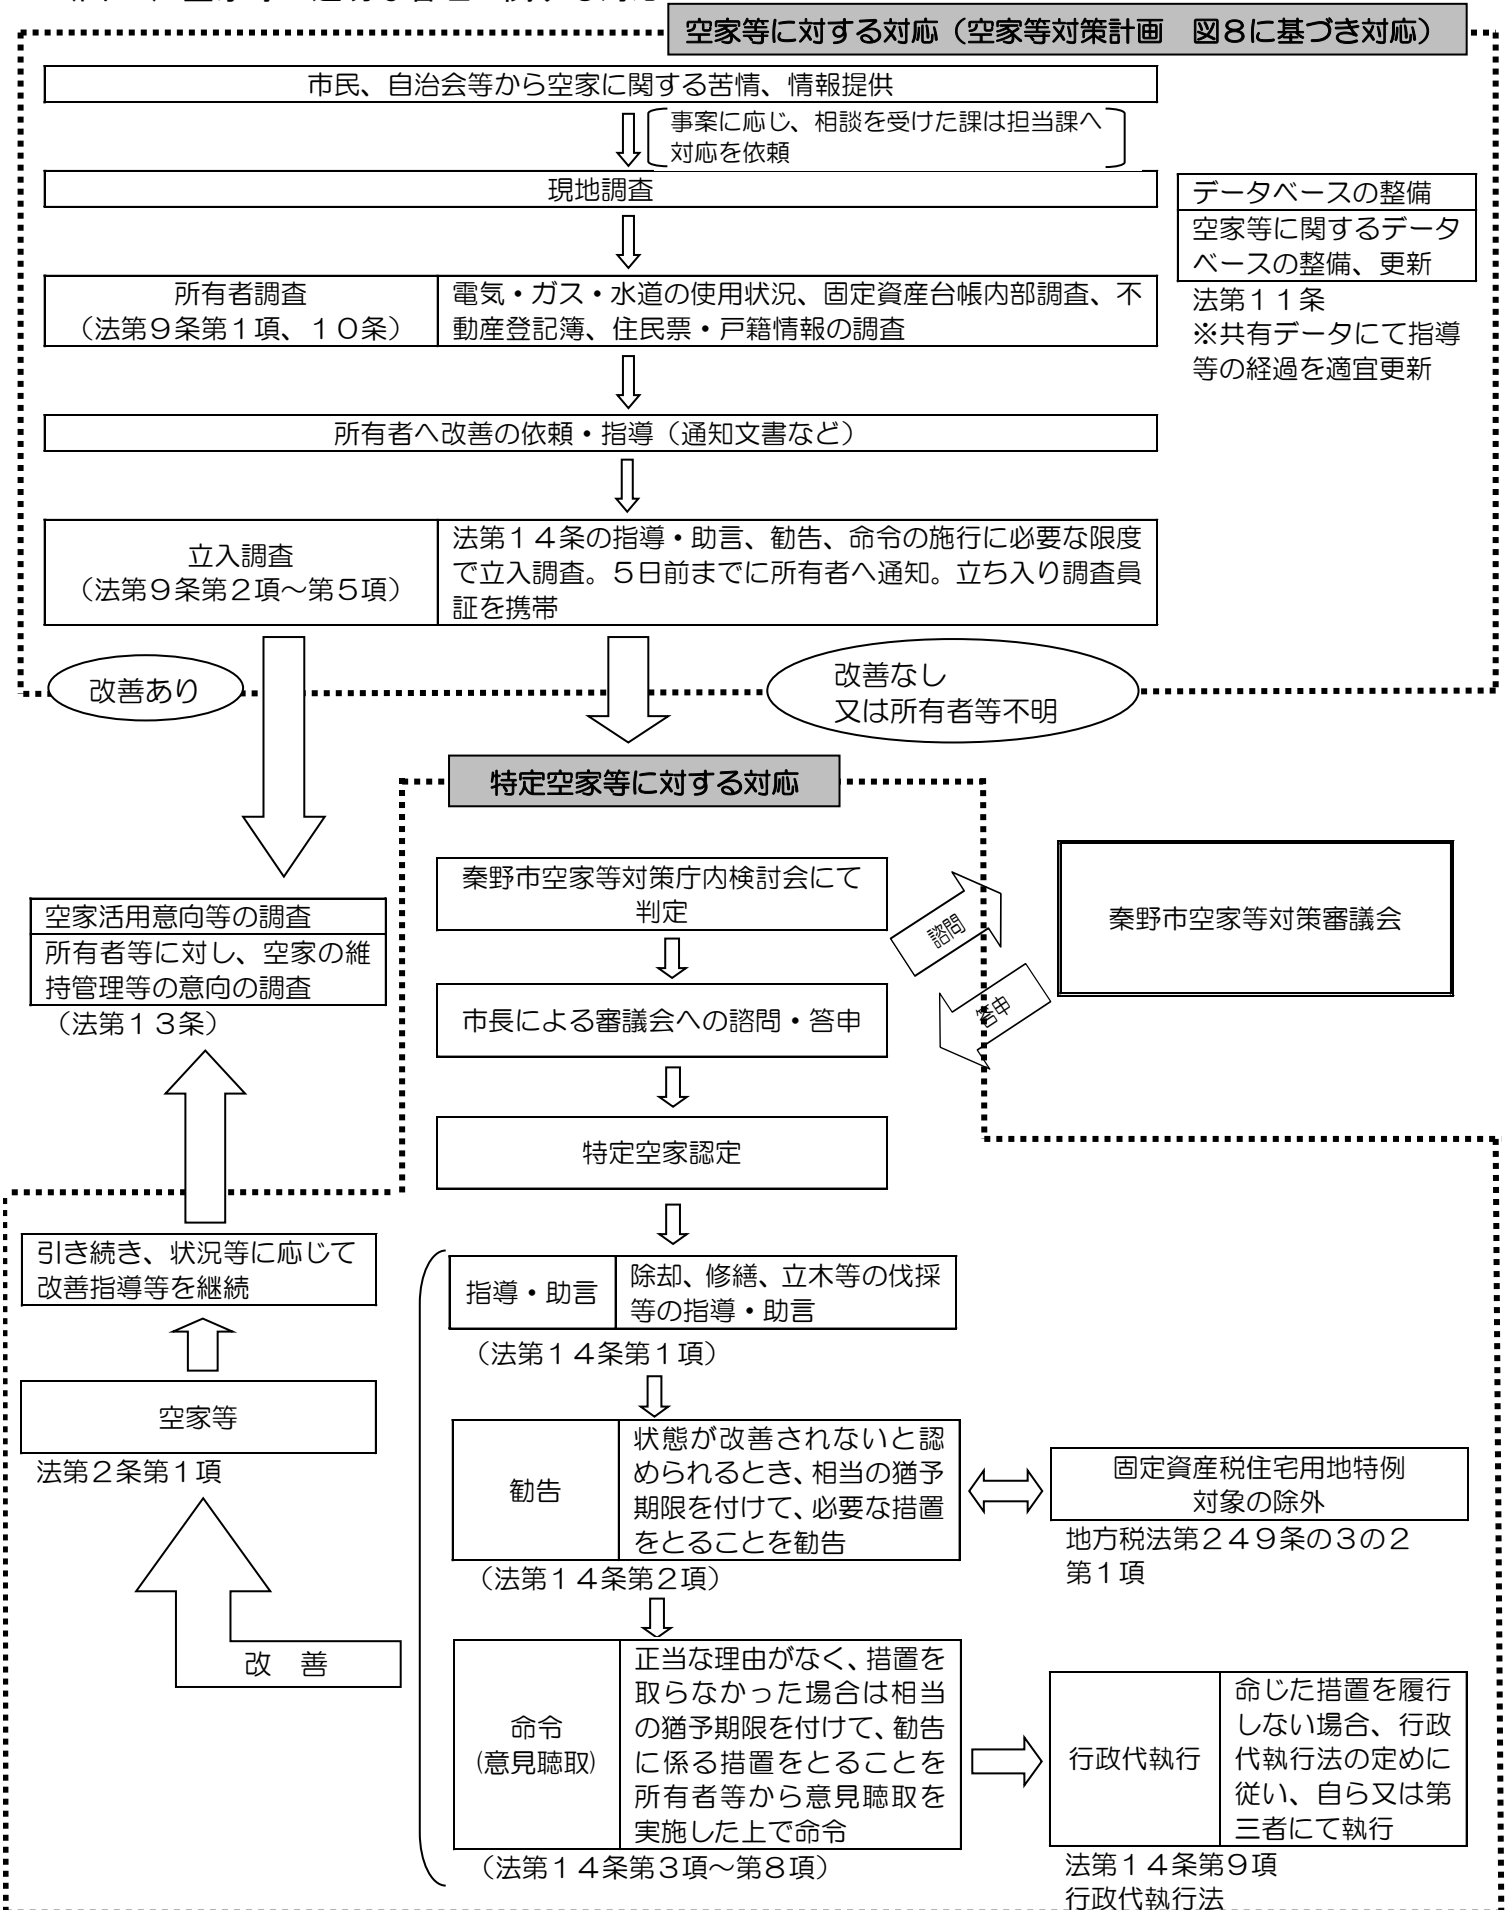 空家等に対する対応（空家等対策計画　図８に基づき対応）
市民、自治会等から空家に関する苦情、情報提供
事案に応じ、相談を受けた課は担当課へ
対応を依頼
現地調査
データベースの整備
空家等に関するデータ
ベースの整備、更新
法第１１条
※共有データにて指導
等の経過を適宜更新
所有者調査
（法第９条第１項、１０条）
電気・ガス・水道の使用状況、固定資産台帳内部調査、不
動産登記簿、住民票・戸籍情報の調査
所有者へ改善の依頼・指導（通知文書など）
立入調査
（法第９条第２項～第５項）
法第１４条の指導・助言、勧告、命令の施行に必要な限度
で立入調査。５日前までに所有者へ通知。立ち入り調査員
証を携帯
改善あり
改善なし
又は所有者等不明
特定空家等に対する対応
秦野市空家等対策庁内検討会にて
判定
諮問
答申
秦野市空家等対策審議会
空家活用意向等の調査
所有者等に対し、空家の維
持管理等の意向の調査
（法第１３条）
市長による審議会への諮問・答申
特定空家認定
引き続き、状況等に応じて
改善指導等を継続
指導・助言
除却、修繕、立木等の伐採
等の指導・助言
（法第１４条第１項）
空家等
法第２条第１項
勧告
状態が改善されないと認
められるとき、相当の猶予
期限を付けて、必要な措置
をとることを勧告
（法第１４条第２項）
固定資産税住宅用地特例
対象の除外
地方税法第２４９条の３の２
第１項
改　善
命令
(意見聴取)
正当な理由がなく、措置を
取らなかった場合は相当
の猶予期限を付けて、勧告
に係る措置をとることを
所有者等から意見聴取を
実施した上で命令
（法第１４条第３項～第８項）
行政代執行
命じた措置を履行
しない場合、行政
代執行法の定めに
従い、自ら又は第
三者にて執行
法第１４条第９項
行政代執行法